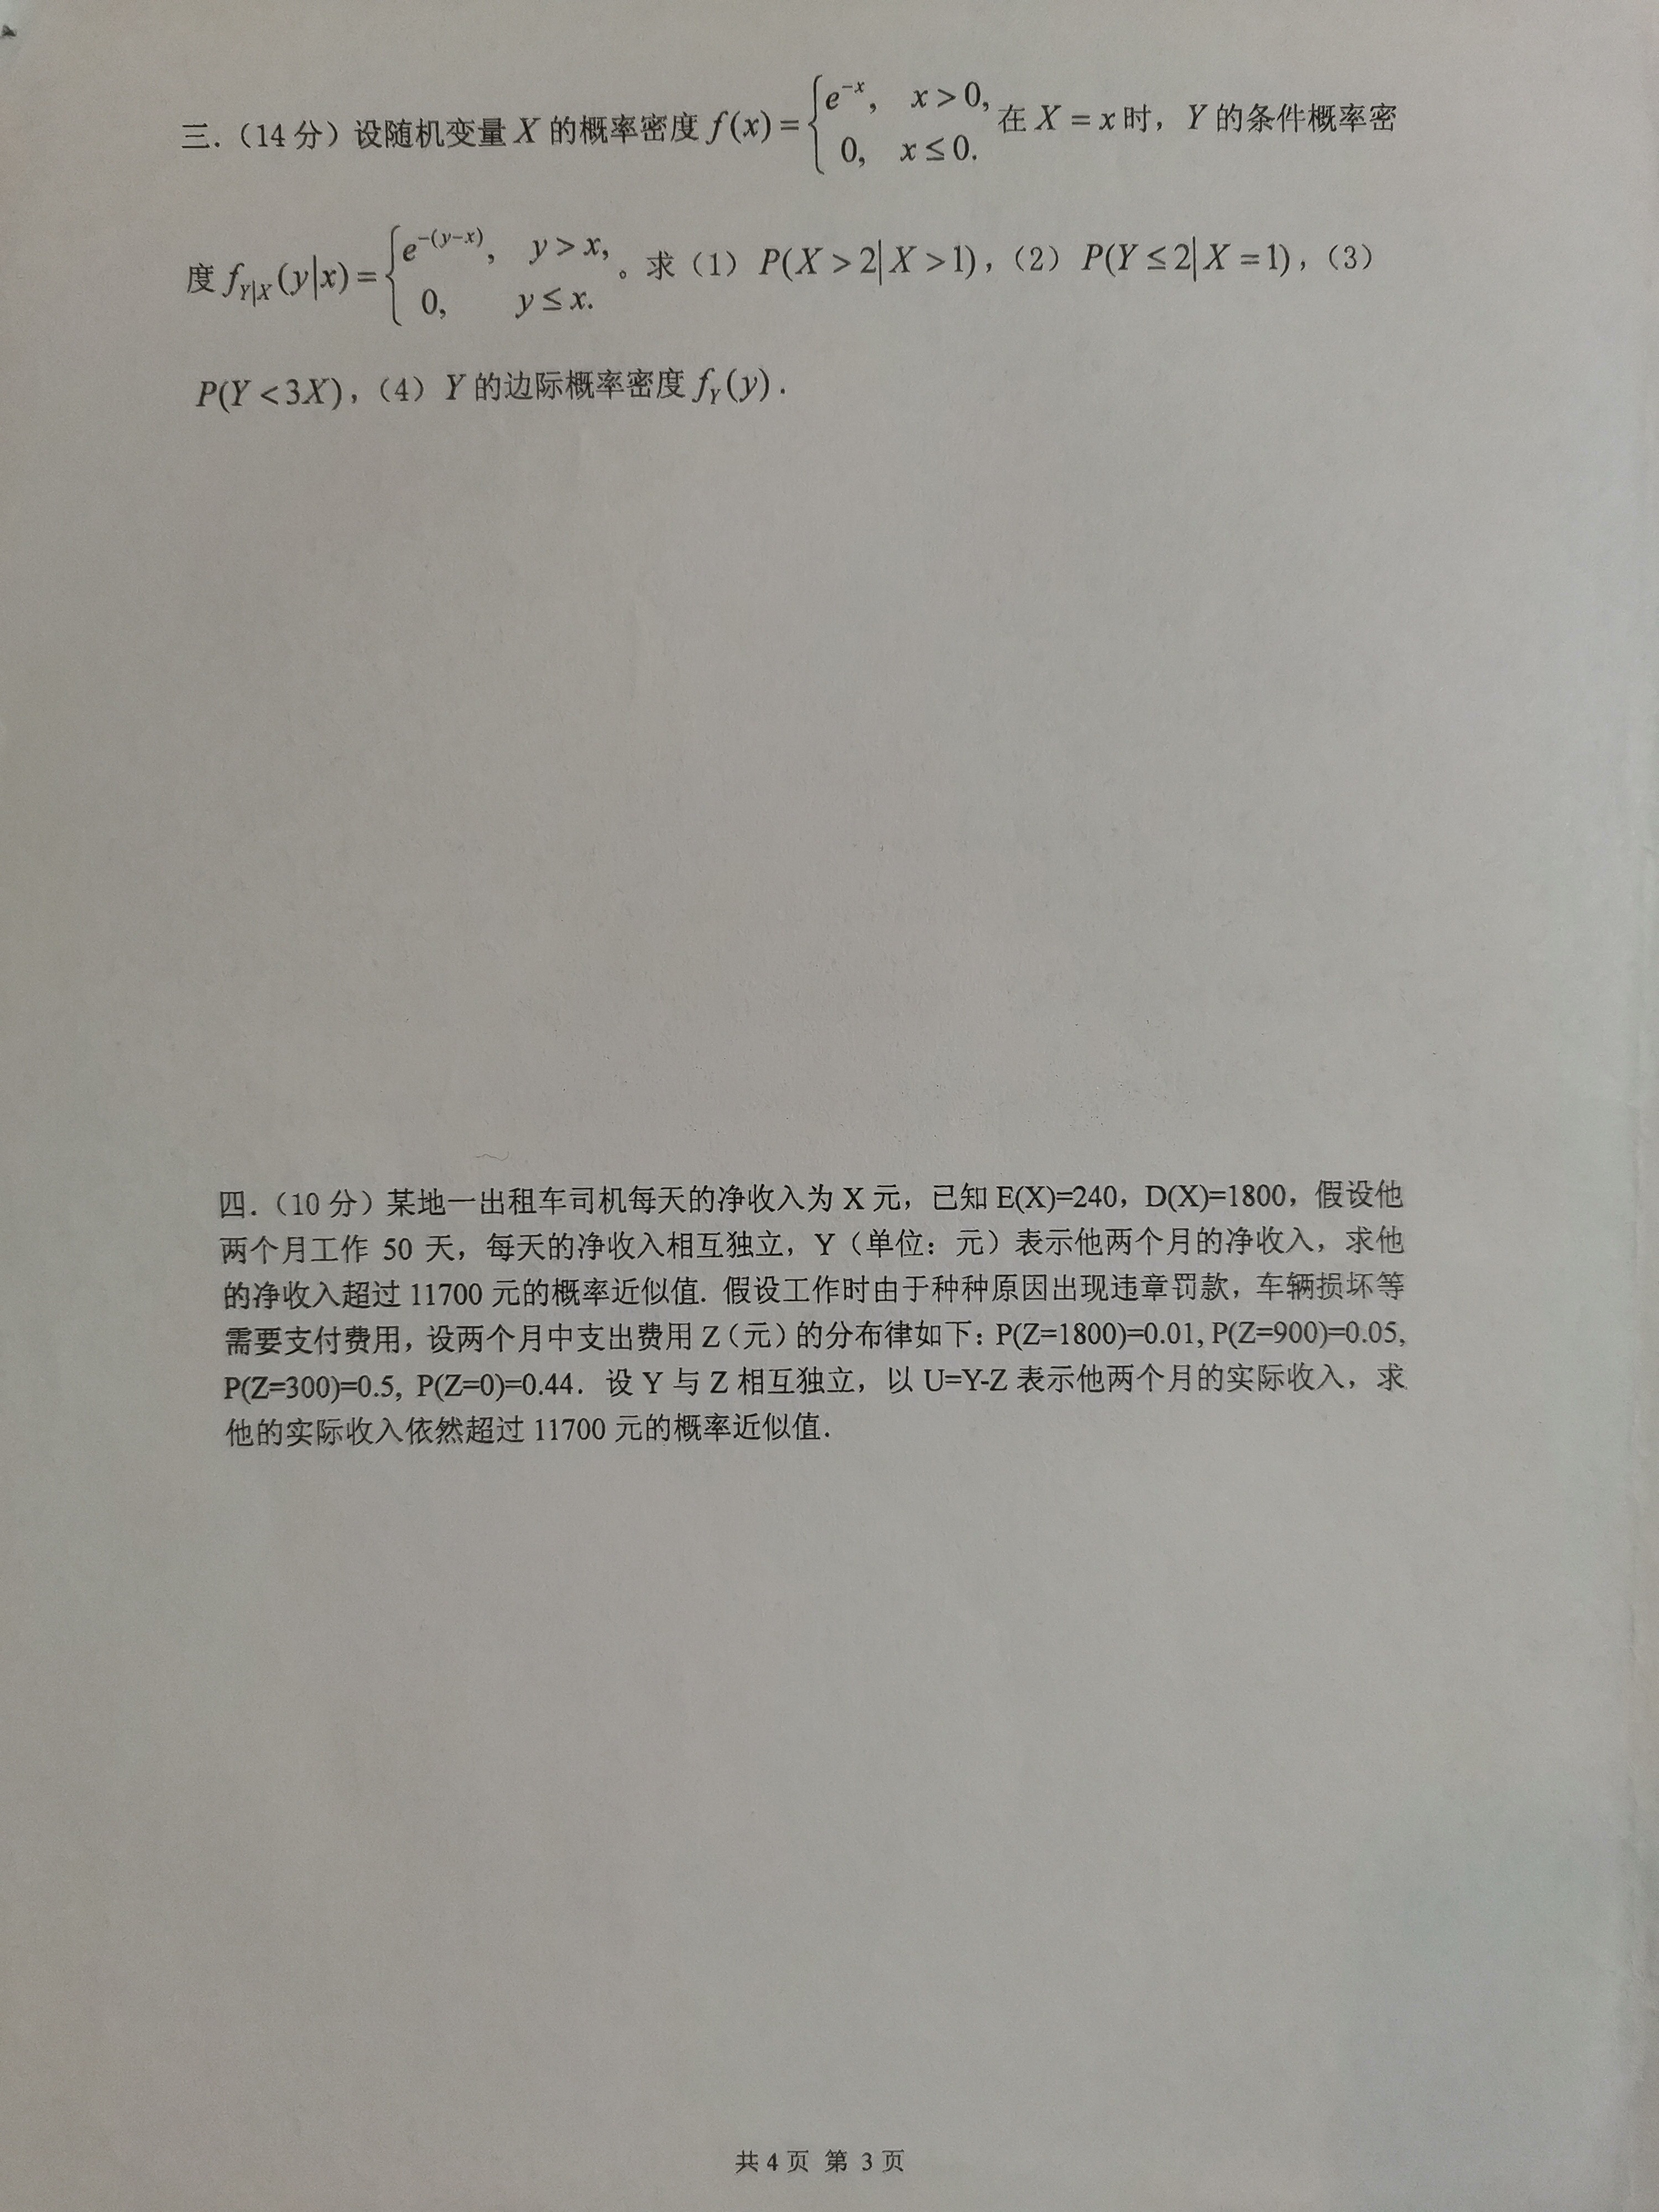 三.（14 分）设随机变量 X 的概率密度 f(x) = { e^{-x}, x > 0, 0, x ≤ 0. 在 X = x 时，Y 的条件概率密
度 f_{Y|X}(y|x) = { e^{-(y-x)}, y > x, 0, y ≤ x. 。求（1）P(X > 2| X > 1)，（2）P(Y ≤ 2| X = 1)，（3）
P(Y < 3X)，（4）Y 的边际概率密度 f_Y(y) .
四.（10 分）某地一出租车司机每天的净收入为 X 元，已知 E(X)=240，D(X)=1800，假设他
两个月工作 50 天，每天的净收入相互独立，Y（单位：元）表示他两个月的净收入，求他
的净收入超过 11700 元的概率近似值. 假设工作时由于种种原因出现违章罚款，车辆损坏等
需要支付费用，设两个月中支出费用 Z（元）的分布律如下：P(Z=1800)=0.01, P(Z=900)=0.05,
P(Z=300)=0.5, P(Z=0)=0.44. 设 Y 与 Z 相互独立，以 U=Y-Z 表示他两个月的实际收入，求
他的实际收入依然超过 11700 元的概率近似值.
共 4 页 第 3 页